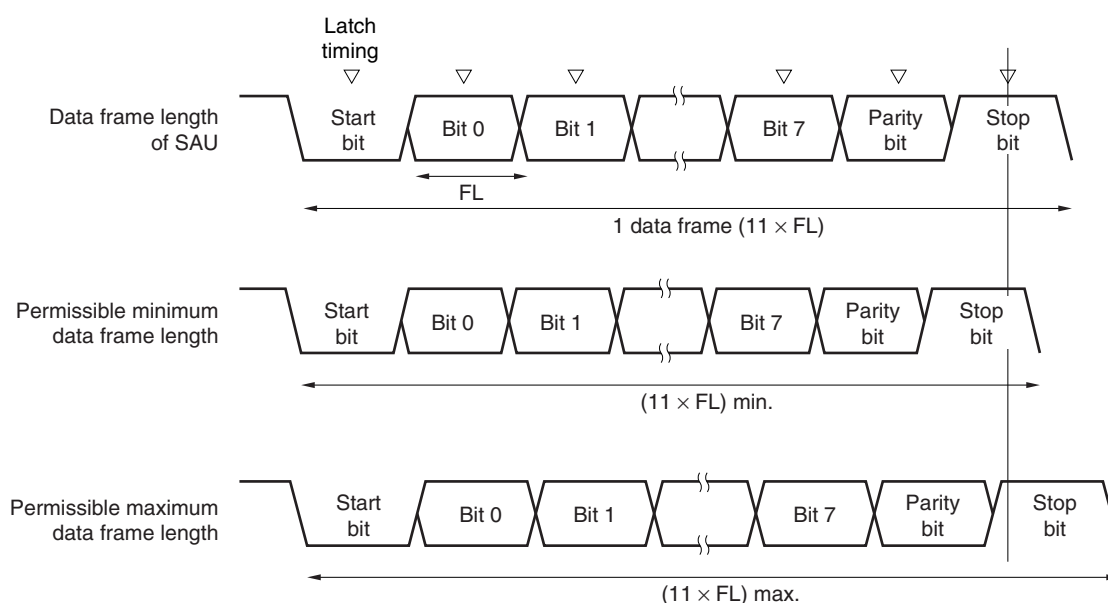 Latch
timing
Data frame length
of SAU
Start
bit
Bit 0
Bit 1
Bit 7
Parity
bit
Stop
bit
FL
1 data frame (11 × FL)
Permissible minimum
data frame length
Start
bit
Bit 0
Bit 1
Bit 7
Parity
bit
Stop
bit
(11 × FL) min.
Permissible maximum
data frame length
Start
bit
Bit 0
Bit 1
Bit 7
Parity
bit
Stop
bit
(11 × FL) max.